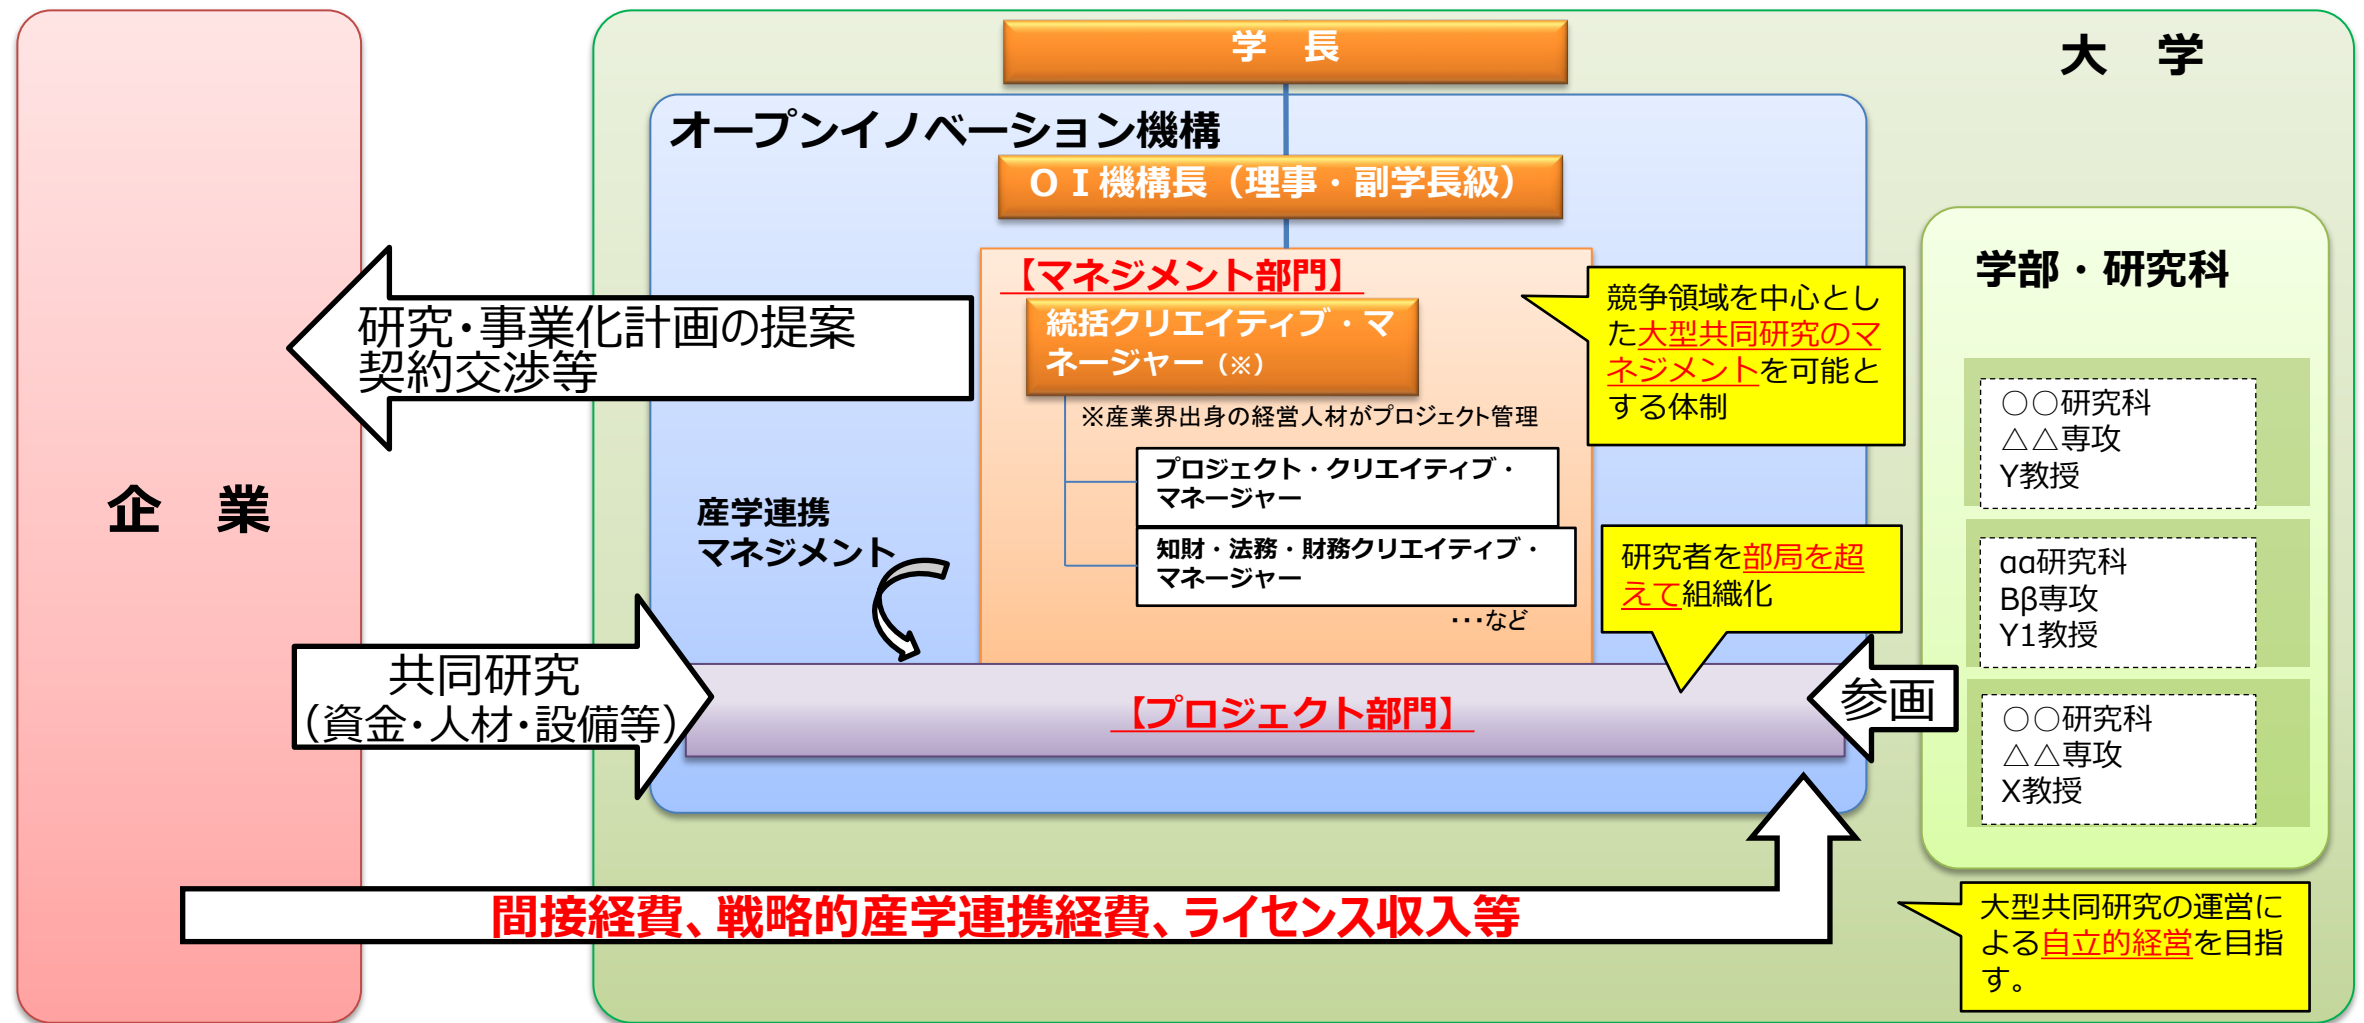 学　長
大　学
オープンイノベーション機構
ＯＩ機構長（理事・副学長級）
【マネジメント部門】
統括クリエイティブ・マ
ネージャー（※）
※産業界出身の経営人材がプロジェクト管理
プロジェクト・クリエイティブ・
マネージャー
知財・法務・財務クリエイティブ・
マネージャー
・・・など
競争領域を中心とし
た大型共同研究のマ
ネジメントを可能と
する体制
研究・事業化計画の提案
契約交渉等
企　業
産学連携
マネジメント
共同研究
（資金・人材・設備等）
【プロジェクト部門】
研究者を部局を超
えて組織化
参画
学部・研究科
○○研究科
△△専攻
Y教授
αα研究科
Ββ専攻
Y1教授
○○研究科
△△専攻
X教授
間接経費、戦略的産学連携経費、ライセンス収入等
大型共同研究の運営に
よる自立的経営を目指
す。